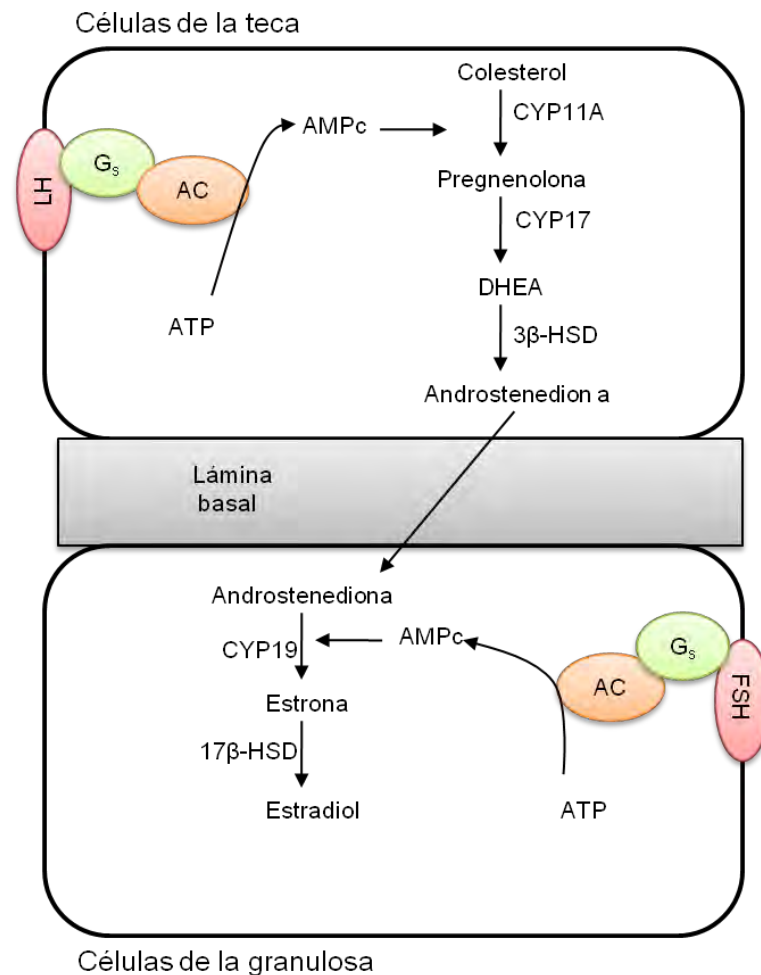 Células de la teca
Colesterol
CYP11A
AMPc
Pregnenolona
CYP17
DHEA
3β-HSD
Androstenedion a
LH
Gs
AC
ATP
Lámina
basal
Androstenediona
CYP19
AMPc
Estrona
17β-HSD
Estradiol
ATP
AC
Gs
FSH
Células de la granulosa